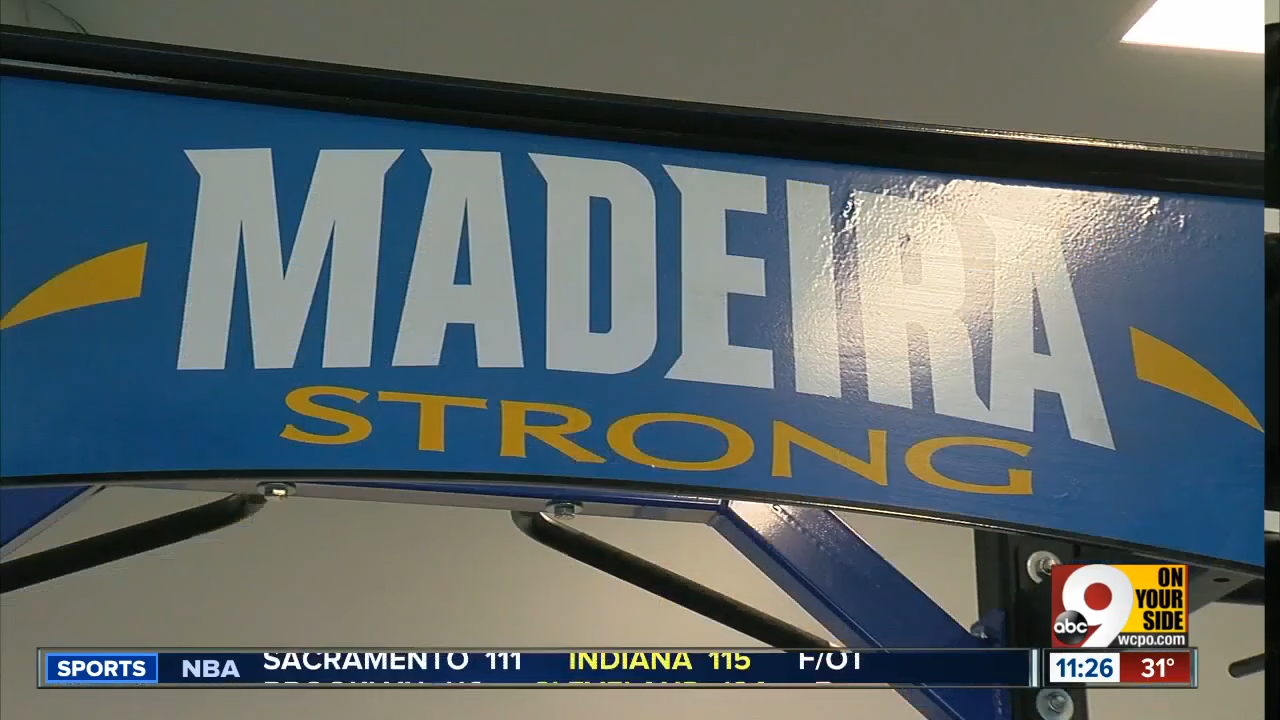 MADEIRA
STRONG
abc 9 ON
YOUR
SIDE
wcpo.com
SPORTS NBA SACRAMENTO 111 INDIANA 115 F/OT
11:26 31°